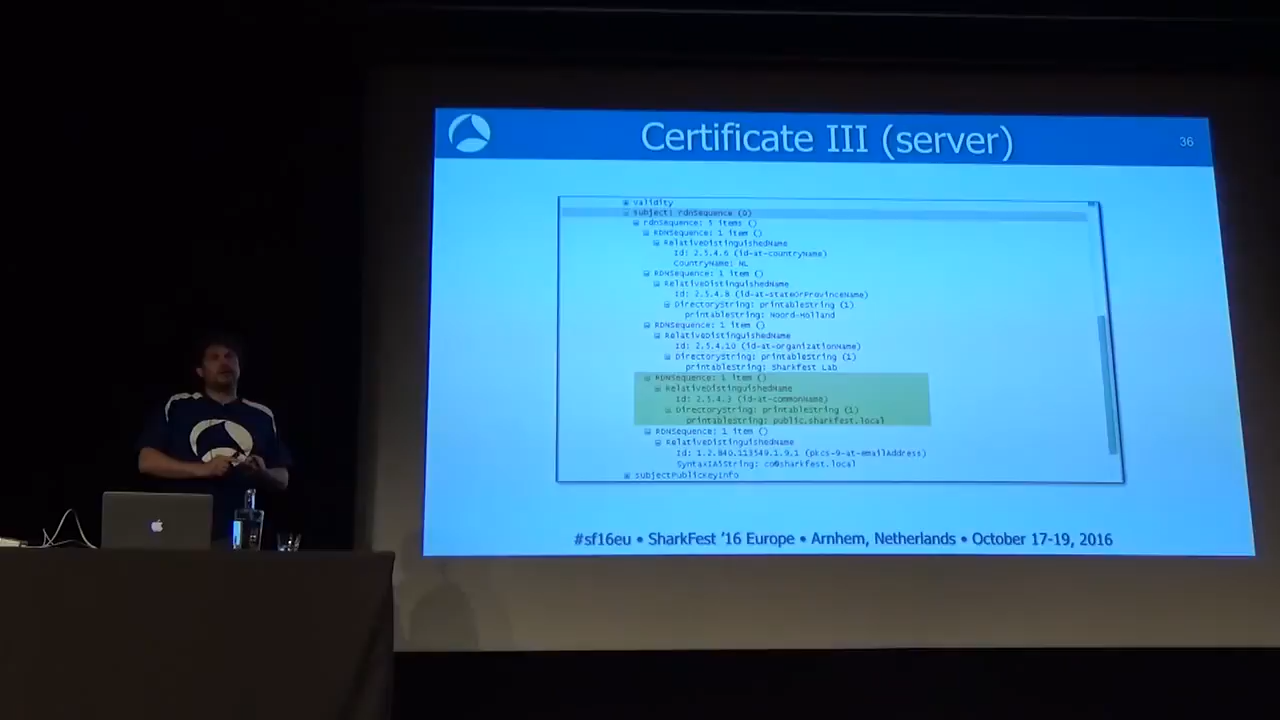 Certificate III (server)
36
validity
subject: rdnSequence (0)
rdnSequence: 5 items ()
RDNSequence: 1 item ()
RelativeDistinguishedName
Id: 2.5.4.6 (id-at-countryName)
CountryName: NL
RDNSequence: 1 item ()
RelativeDistinguishedName
Id: 2.5.4.8 (id-at-stateOrProvinceName)
DirectoryString: printableString (1)
printableString: Noord-Holland
RDNSequence: 1 item ()
RelativeDistinguishedName
Id: 2.5.4.10 (id-at-organizationName)
DirectoryString: printableString (1)
printableString: Sharkfest Lab
RDNSequence: 1 item ()
RelativeDistinguishedName
Id: 2.5.4.3 (id-at-commonName)
DirectoryString: printableString (1)
printableString: public.sharkfest.local
RDNSequence: 1 item ()
RelativeDistinguishedName
Id: 1.2.840.113549.1.9.1 (pkcs-9-at-emailAddress)
SyntaxIA5String: co@sharkfest.local
subjectPublicKeyInfo
#sf16eu • SharkFest '16 Europe • Arnhem, Netherlands • October 17-19, 2016